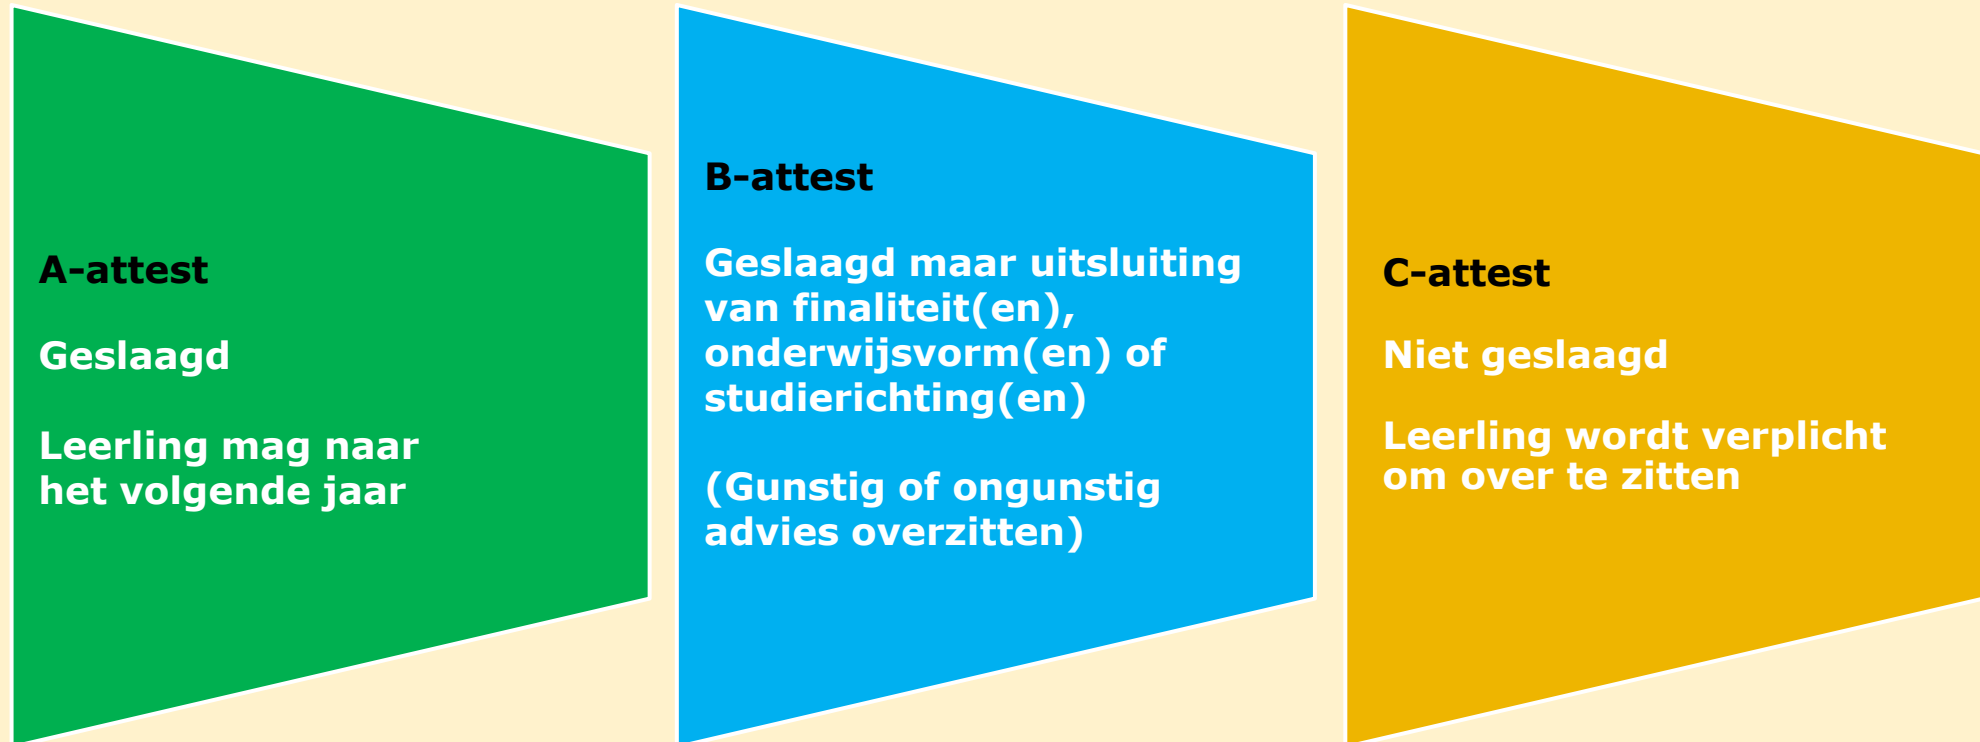 A-attest
Geslaagd
Leerling mag naar
het volgende jaar
B-attest
Geslaagd maar uitsluiting
van finaliteit(en),
onderwijsvorm(en) of
studierichting(en)
(Gunstig of ongunstig
advies overzitten)
C-attest
Niet geslaagd
Leerling wordt verplicht
om over te zitten